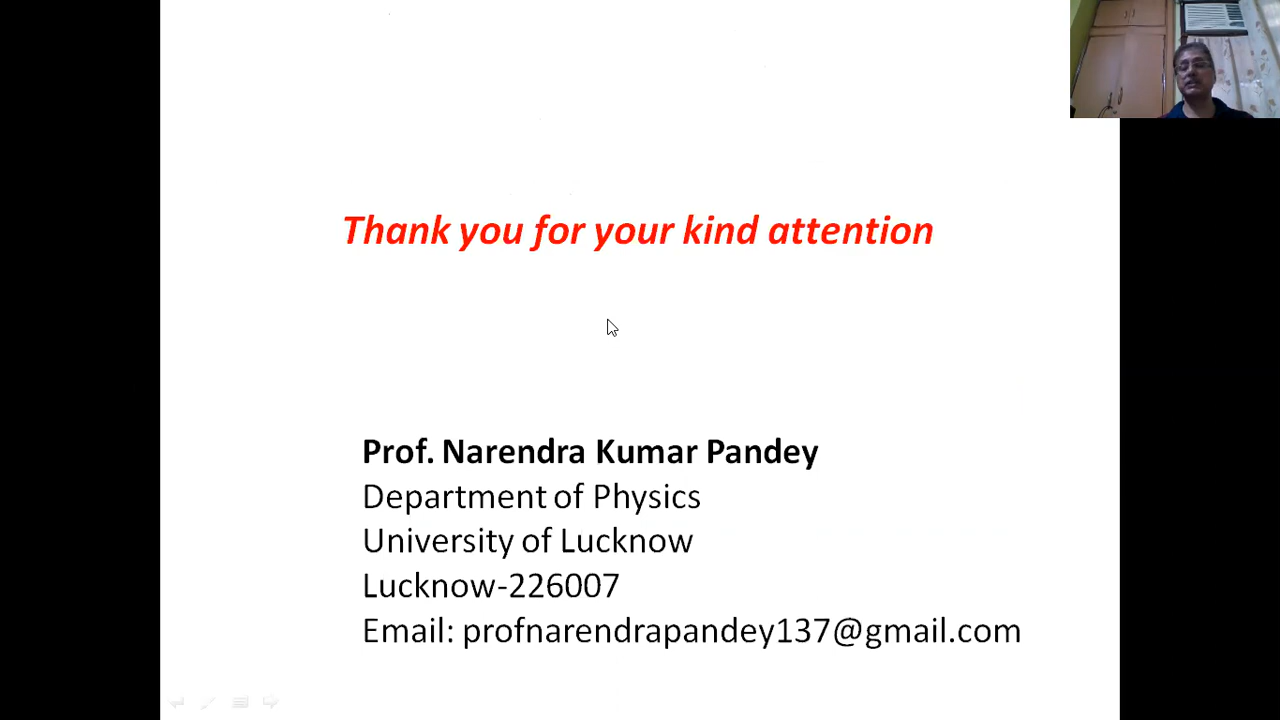 Thank you for your kind attention
Prof. Narendra Kumar Pandey
Department of Physics
University of Lucknow
Lucknow-226007
Email: profnarendrapandey137@gmail.com